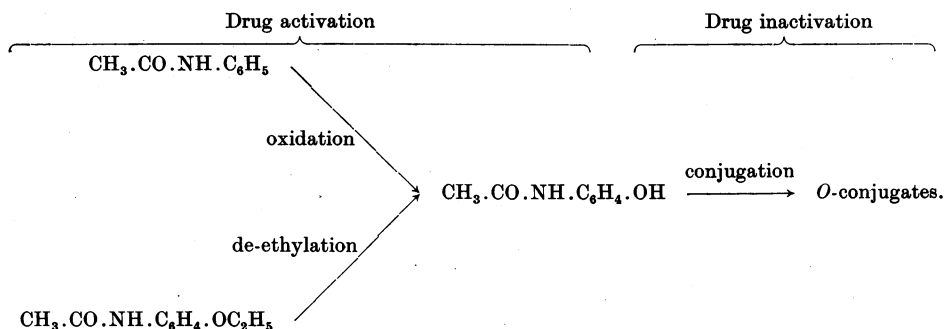 Drug activation Drug inactivation
CH₃.CO.NH.C₆H₅
oxidation
CH₃.CO.NH.C₆H₄.OH conjugation O-conjugates.
de-ethylation
CH₃.CO.NH.C₆H₄.OC₂H₅